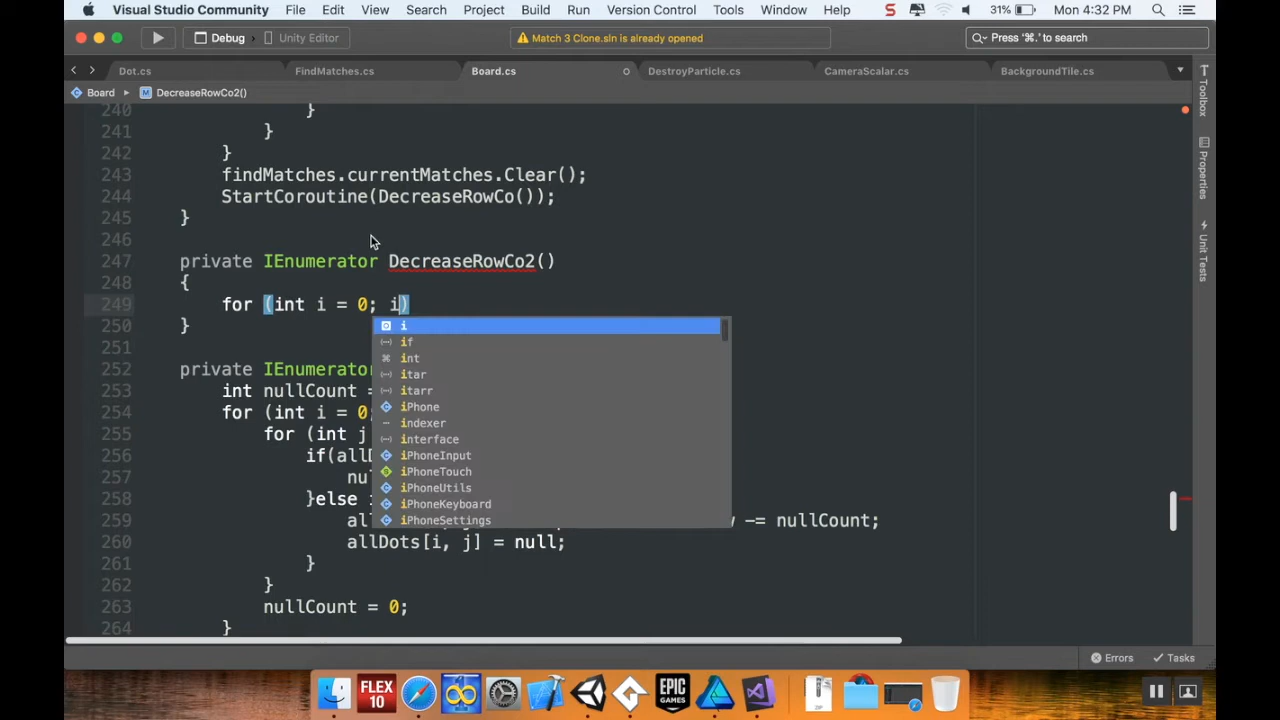 Visual Studio Community File Edit View Search Project Build Run Version Control Tools Window Help S 31% Mon 4:32 PM
Debug Unity Editor Match 3 Clone.sln is already opened Press '⌘.' to search
Dot.cs FindMatches.cs Board.cs DestroyParticle.cs CameraScalar.cs BackgroundTile.cs
Board DecreaseRowCo2()
Toolbox
Properties
Unit Tests
240 }
241 }
242 }
243 findMatches.currentMatches.Clear();
244 StartCoroutine(DecreaseRowCo());
245 }
246
247 private IEnumerator DecreaseRowCo2()
248 {
249 for (int i = 0; i)
250 }
251
252 private IEnumerator
253 int nullCount =
254 for (int i = 0;
255 for (int j
256 if(allD
257 nu
258 }else i
259 al w -= nullCount;
260 allDots[i, j] = null;
261 }
262 }
263 nullCount = 0;
264 }
i
if
int
itar
itarr
iPhone
indexer
interface
iPhoneInput
iPhoneTouch
iPhoneUtils
iPhoneKeyboard
iPhoneSettings
Errors Tasks
FLEX 10
EPIC GAMES
ZIP